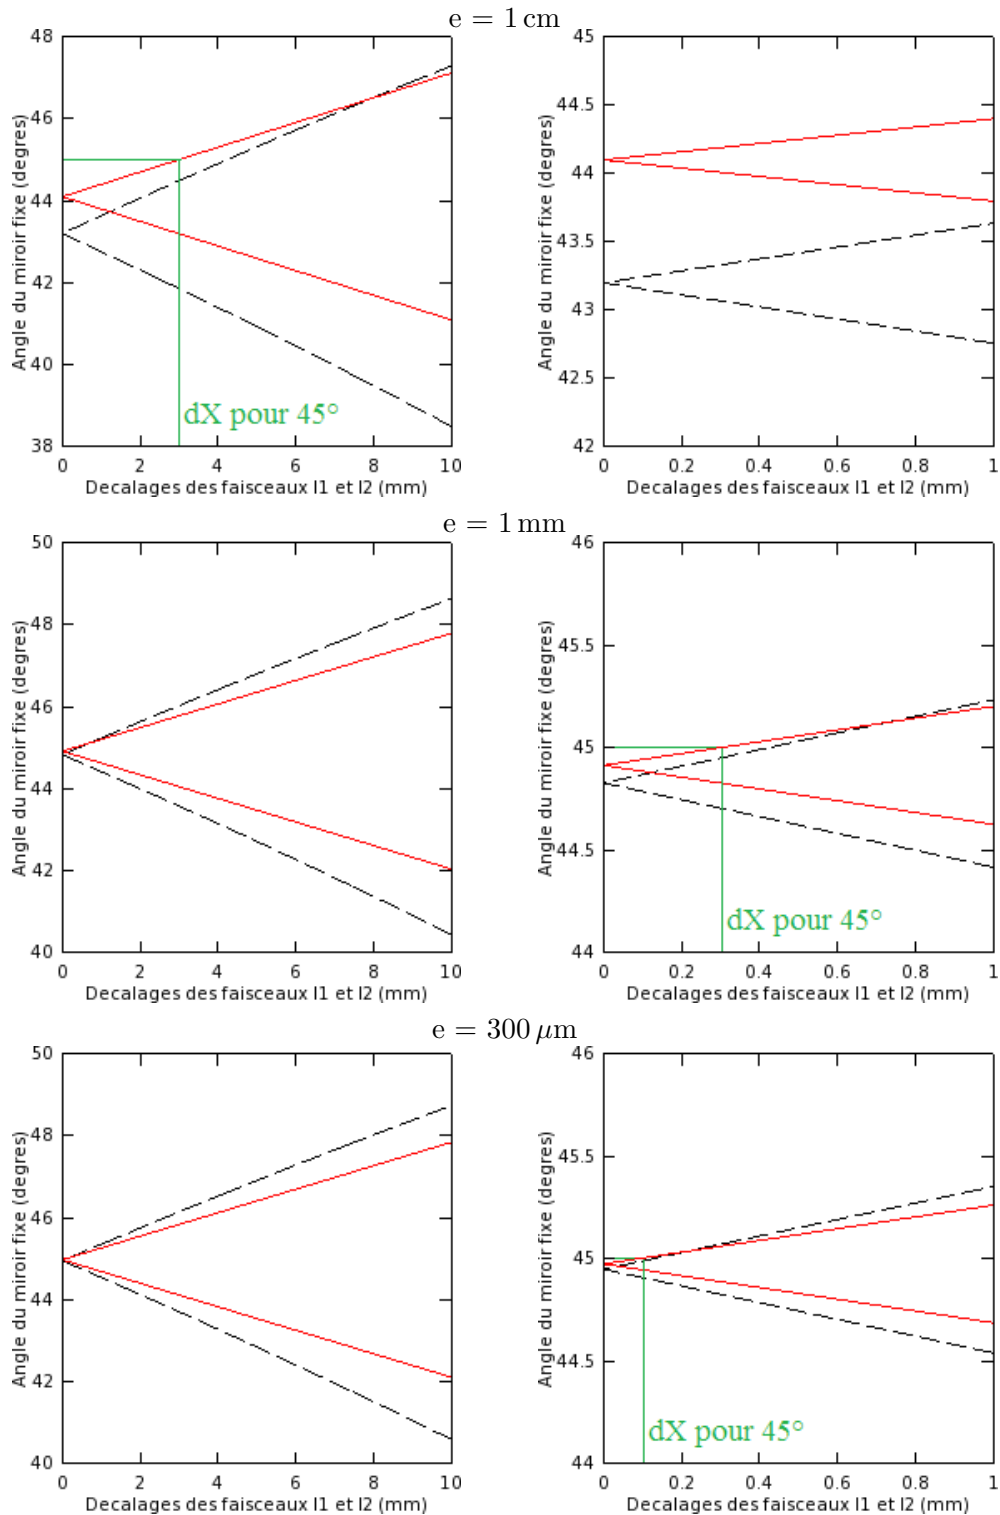 e = 1 cm
48
46
44
42
40
38
Angle du miroir fixe (degres)
dX pour 45°
0 2 4 6 8 10
Decalages des faisceaux I1 et I2 (mm)
45
44.5
44
43.5
43
42.5
42
Angle du miroir fixe (degres)
0 0.2 0.4 0.6 0.8 1
Decalages des faisceaux I1 et I2 (mm)
e = 1 mm
50
48
46
44
42
40
Angle du miroir fixe (degres)
0 2 4 6 8 10
Decalages des faisceaux I1 et I2 (mm)
46
45.5
45
44.5
44
Angle du miroir fixe (degres)
dX pour 45°
0 0.2 0.4 0.6 0.8 1
Decalages des faisceaux I1 et I2 (mm)
e = 300 μm
50
48
46
44
42
40
Angle du miroir fixe (degres)
0 2 4 6 8 10
Decalages des faisceaux I1 et I2 (mm)
46
45.5
45
44.5
44
Angle du miroir fixe (degres)
dX pour 45°
0 0.2 0.4 0.6 0.8 1
Decalages des faisceaux I1 et I2 (mm)